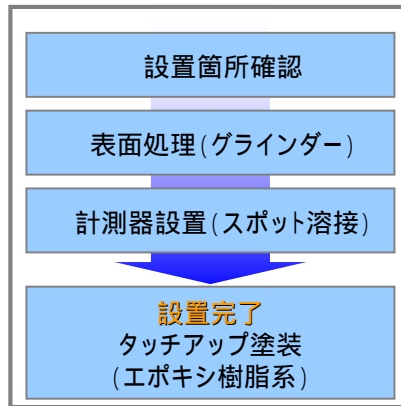 設置箇所確認
表面処理(グラインダー)
計測器設置(スポット溶接)
設置完了
タッチアップ塗装
(エポキシ樹脂系)